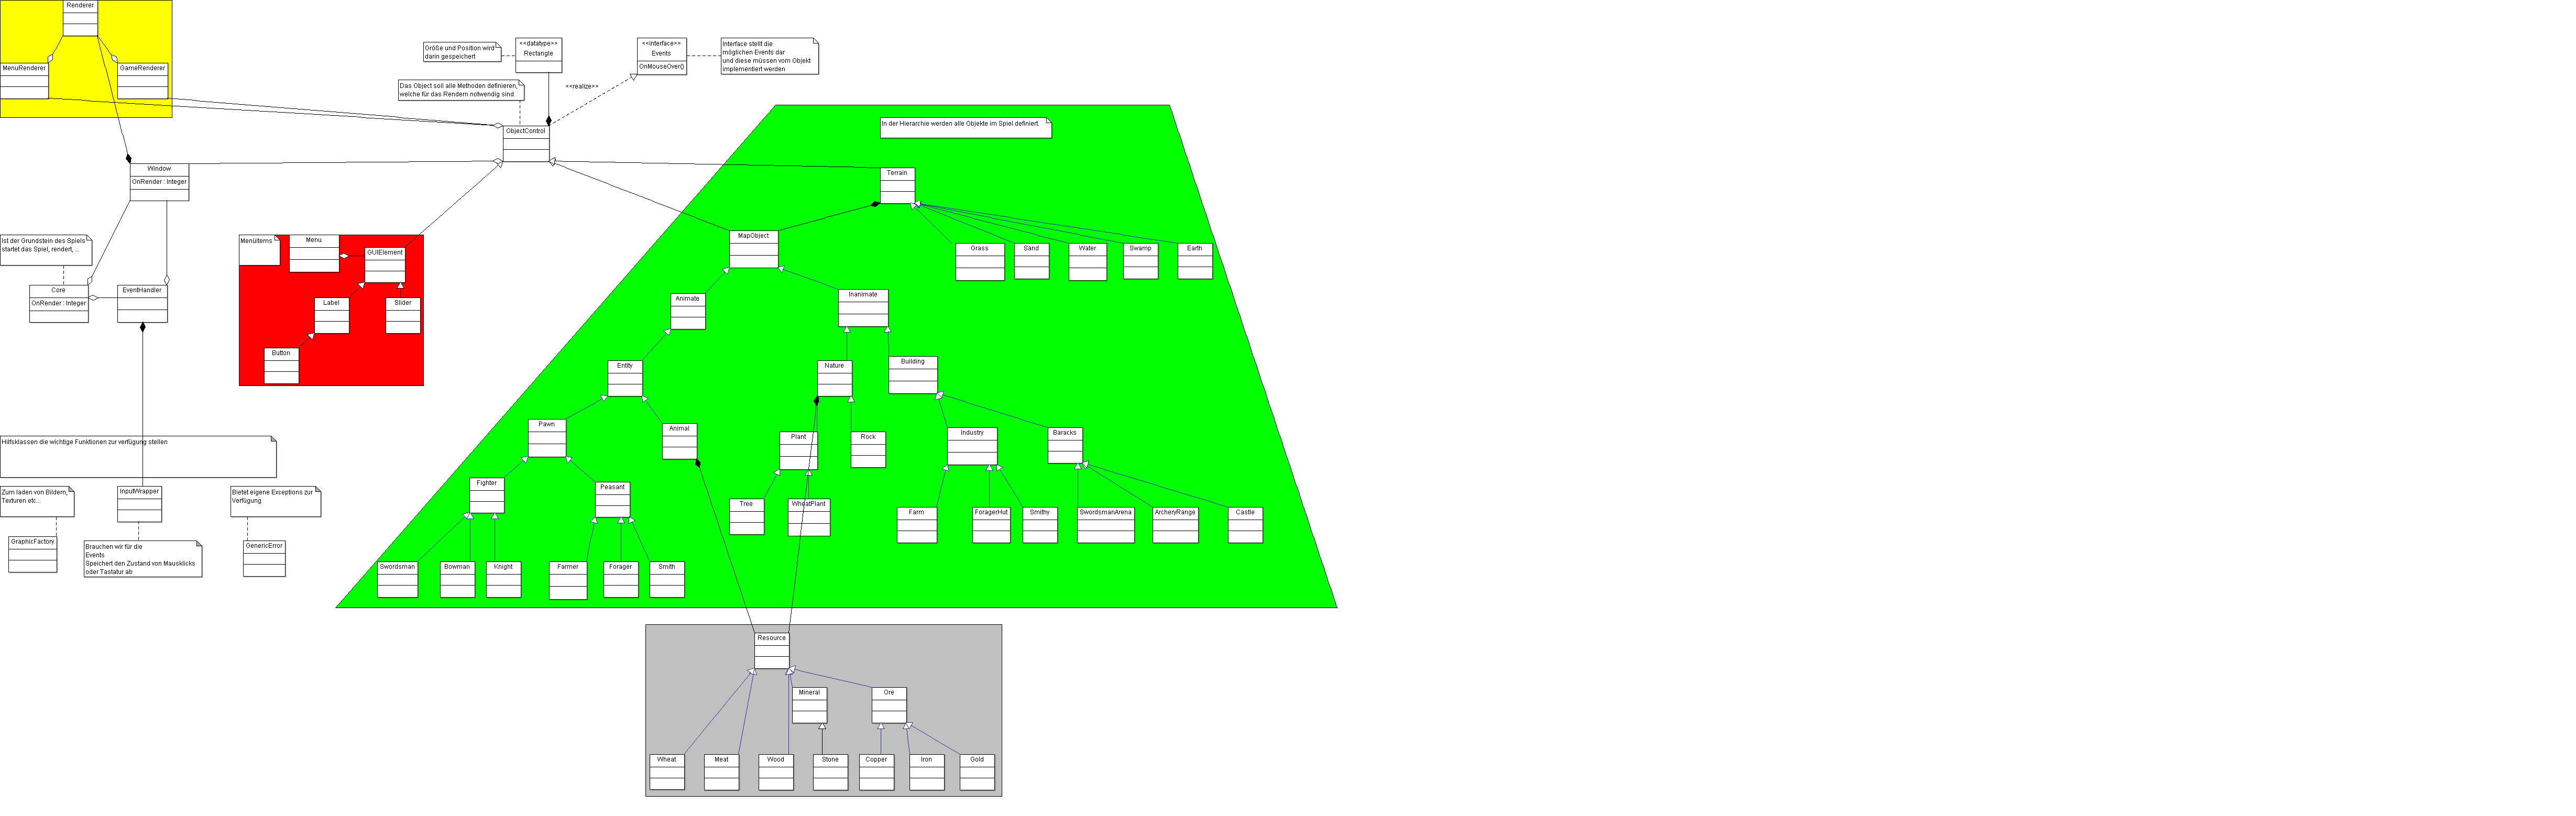 Renderer
MenuRenderer
GameRenderer
Größe und Position wird
darin gespeichert
<<datatype>>
Rectangle
<<interface>>
Events
OnMouseOver()
Interface stellt die
möglichen Events dar
und diese müssen vom Objekt
implementiert werden
Das Object soll alle Methoden definieren,
welche für das Rendern notwendig sind.
<<realize>>
ObjectControl
In der Hierarchie werden alle Objekte im Spiel definiert.
Window
OnRender : Integer
Terrain
Ist der Grundstein des Spiels
startet das Spiel, rendert, ...
Menüitems
Menu
GUIElement
MapObject
Grass
Sand
Water
Swamp
Earth
Core
OnRender : Integer
EventHandler
Label
Slider
Animate
Inanimate
Button
Entity
Nature
Building
Hilfsklassen die wichtige Funktionen zur verfügung stellen
Pawn
Animal
Plant
Rock
Industry
Baracks
Zum laden von Bildern,
Texturen etc...
InputWrapper
Bietet eigene Exceptions zur
Verfügung
Fighter
Peasant
Tree
WheatPlant
Farm
ForagerHut
Smithy
SwordsmanArena
ArcheryRange
Castle
GraphicFactory
Brauchen wir für die
Events
Speichert den Zustand von Mausklicks
oder Tastatur ab
GenericError
Swordsman
Bowman
Knight
Farmer
Forager
Smith
Resource
Mineral
Ore
Wheat
Meat
Wood
Stone
Copper
Iron
Gold